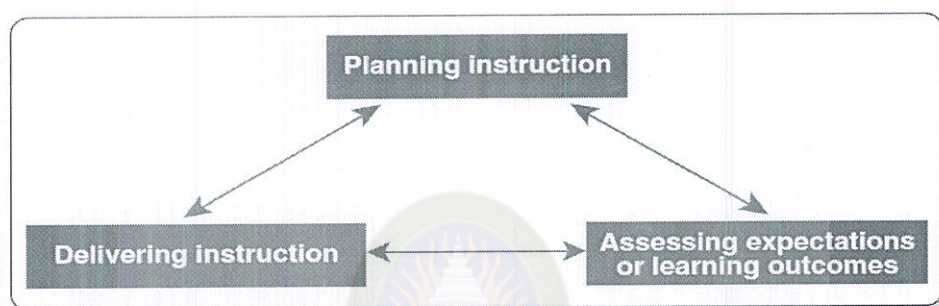 Planning instruction
Delivering instruction
Assessing expectations
or learning outcomes